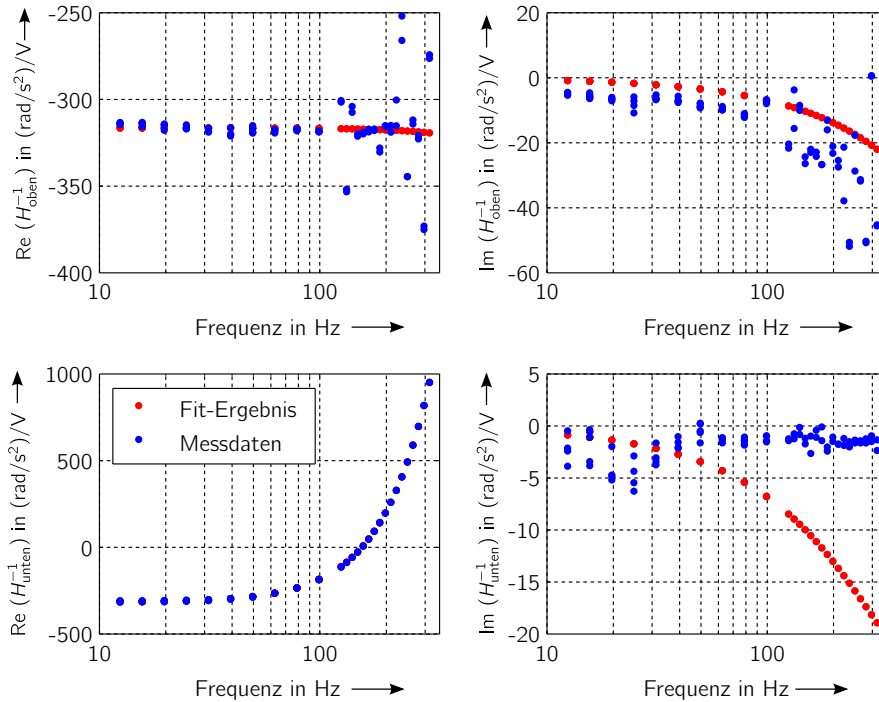 -250
-300
-350
-400
10
100
Re (H_oben^-1) in (rad/s²)/V
Frequenz in Hz
20
0
-20
-40
-60
10
100
Im (H_oben^-1) in (rad/s²)/V
Frequenz in Hz
1000
500
0
-500
10
100
Re (H_unten^-1) in (rad/s²)/V
Frequenz in Hz
Fit-Ergebnis
Messdaten
5
0
-5
-10
-15
-20
10
100
Im (H_unten^-1) in (rad/s²)/V
Frequenz in Hz